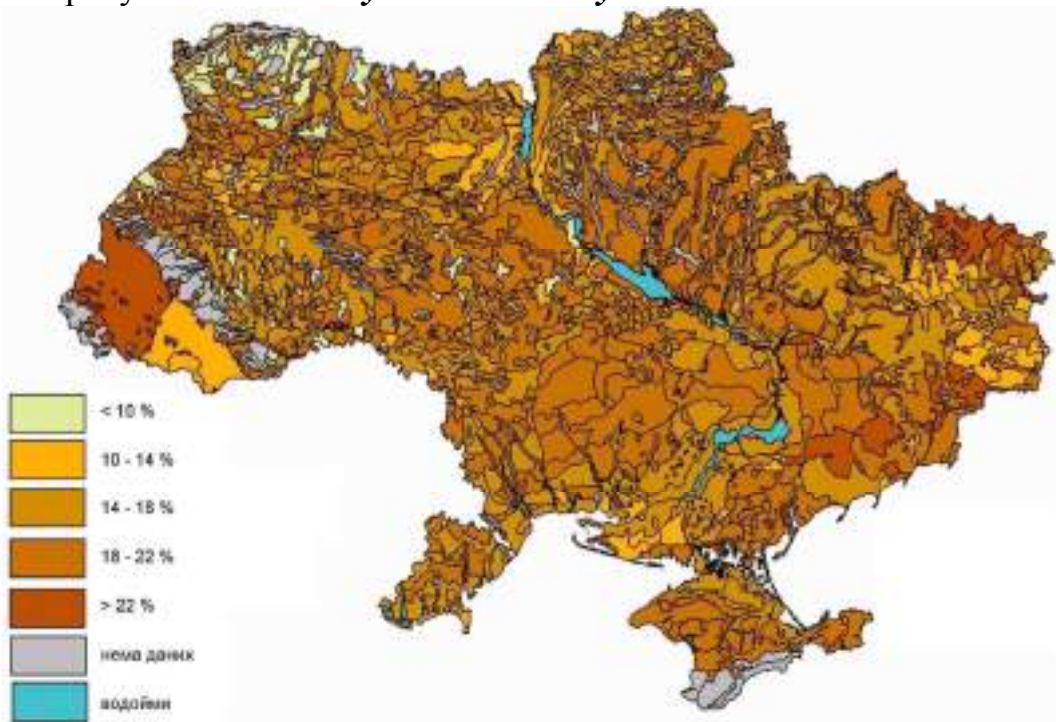 < 10 %
10 - 14 %
14 - 18 %
18 - 22 %
> 22 %
нема даних
водойми